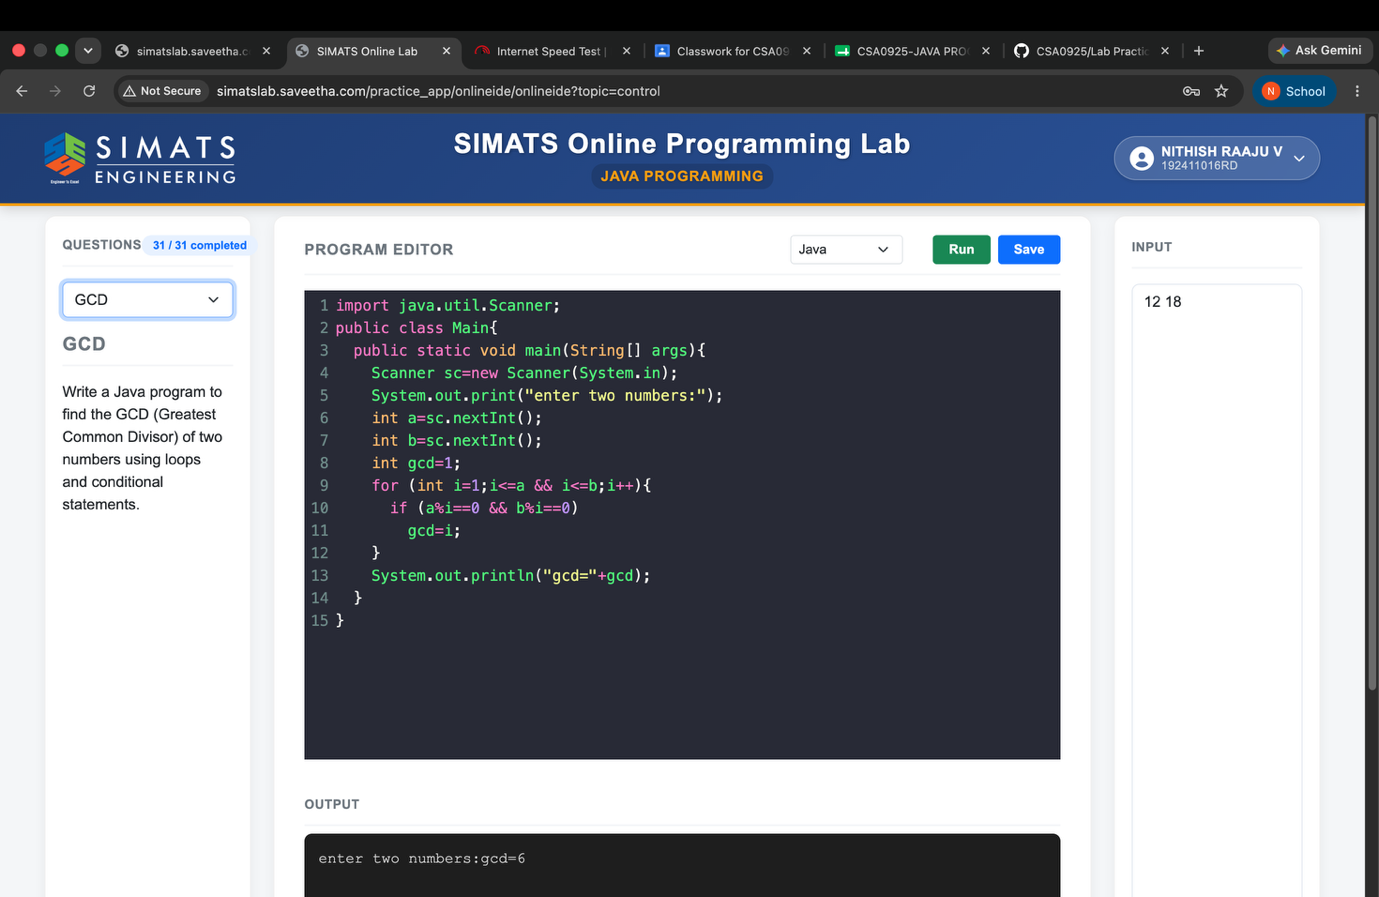 simatslab.saveetha.c
SIMATS Online Lab
Internet Speed Test |
Classwork for CSA09
CSA0925-JAVA PRO
CSA0925/Lab Practic
Ask Gemini
Not Secure
simatslab.saveetha.com/practice_app/onlineide/onlineide?topic=control
N School
SIMATS
ENGINEERING
Engineer to Excel
SIMATS Online Programming Lab
JAVA PROGRAMMING
NITHISH RAAJU V
192411016RD
QUESTIONS 31 / 31 completed
GCD
GCD
Write a Java program to
find the GCD (Greatest
Common Divisor) of two
numbers using loops
and conditional
statements.
PROGRAM EDITOR
Java
Run
Save
1 import java.util.Scanner;
2 public class Main{
3   public static void main(String[] args){
4     Scanner sc=new Scanner(System.in);
5     System.out.print("enter two numbers:");
6     int a=sc.nextInt();
7     int b=sc.nextInt();
8     int gcd=1;
9     for (int i=1;i<=a && i<=b;i++){
10       if (a%i==0 && b%i==0)
11         gcd=i;
12     }
13     System.out.println("gcd="+gcd);
14   }
15 }
OUTPUT
enter two numbers:gcd=6
INPUT
12 18